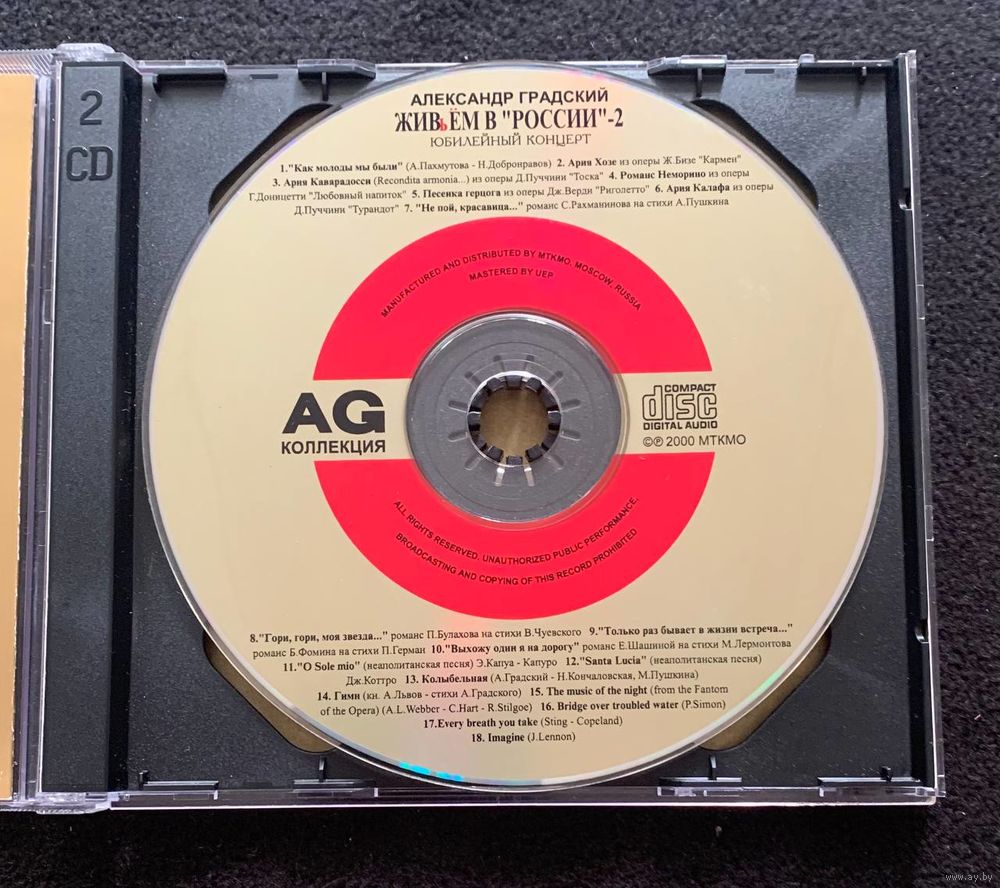 2
CD
АЛЕКСАНДР ГРАДСКИЙ
ЖИВьЁМ В "РОССИИ"-2
ЮБИЛЕЙНЫЙ КОНЦЕРТ
1."Как молоды мы были" (А.Пахмутова - Н.Добронравов) 2. Ария Хозе из оперы Ж.Бизе "Кармен"
3. Ария Каварадосси (Recondita armonia...) из оперы Д.Пуччини "Тоска" 4. Романс Неморино из оперы
Г.Доницетти "Любовный напиток" 5. Песенка герцога из оперы Дж.Верди "Риголетто" 6. Ария Калафа из оперы
Д.Пуччини "Турандот" 7. "Не пой, красавица..." романс С.Рахманинова на стихи А.Пушкина
MANUFACTURED AND DISTRIBUTED BY MTKMO, MOSCOW, RUSSIA
MASTERED BY UEP
AG
КОЛЛЕКЦИЯ
COMPACT
disc
DIGITAL AUDIO
©℗ 2000 МТКМО
ALL RIGHTS RESERVED. UNAUTHORIZED PUBLIC PERFORMANCE,
BROADCASTING AND COPYING OF THIS RECORD PROHIBITED
8."Гори, гори, моя звезда..." романс П.Булахова на стихи В.Чуевского 9."Только раз бывает в жизни встреча..."
романс Б.Фомина на стихи П.Герман 10."Выхожу один я на дорогу" романс Е.Шашиной на стихи М.Лермонтова
11."O Sole mio" (неаполитанская песня) Э.Капуа - Капуро 12."Santa Lucia" (неаполитанская песня)
Дж.Коттро 13. Колыбельная (А.Градский - Н.Кончаловская, М.Пушкина)
14. Гимн (кн. А.Львов - стихи А.Градского) 15. The music of the night (from the Fantom
of the Opera) (A.L.Webber - C.Hart - R.Stilgoe) 16. Bridge over troubled water (P.Simon)
17.Every breath you take (Sting - Copeland)
18. Imagine (J.Lennon)
www.ay.by